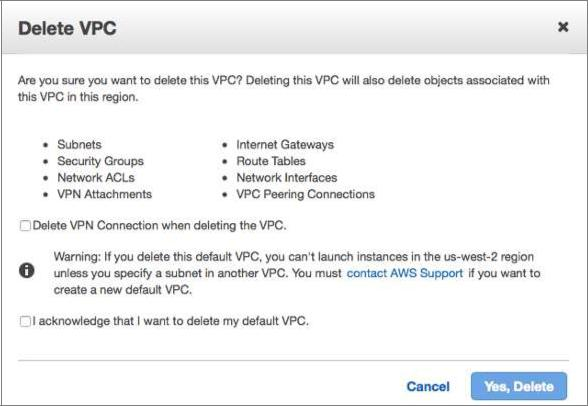 Delete VPC
Are you sure you want to delete this VPC? Deleting this VPC will also delete objects associated with
this VPC in this region.
• Subnets
• Security Groups
• Network ACLs
• VPN Attachments
• Internet Gateways
• Route Tables
• Network Interfaces
• VPC Peering Connections
Delete VPN Connection when deleting the VPC.
Warning: If you delete this default VPC, you can't launch instances in the us-west-2 region
unless you specify a subnet in another VPC. You must contact AWS Support if you want to
create a new default VPC.
I acknowledge that I want to delete my default VPC.
Cancel
Yes, Delete